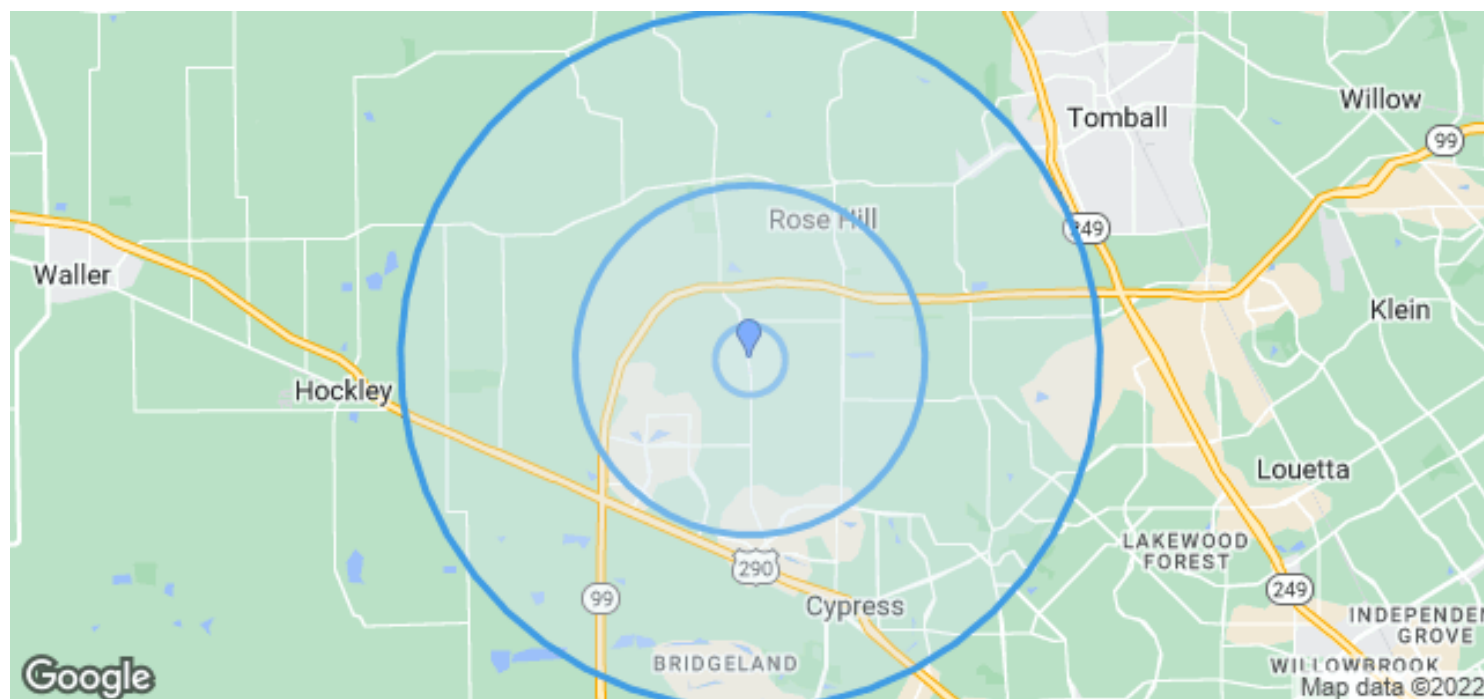 Willow
Tomball
99
Rose Hill
249
Waller
Klein
Hockley
Louetta
LAKEWOOD
FOREST
290
99
249
Cypress
INDEPENDEN
GROVE
BRIDGELAND
WILLOWBROOK
Google
Map data ©2022